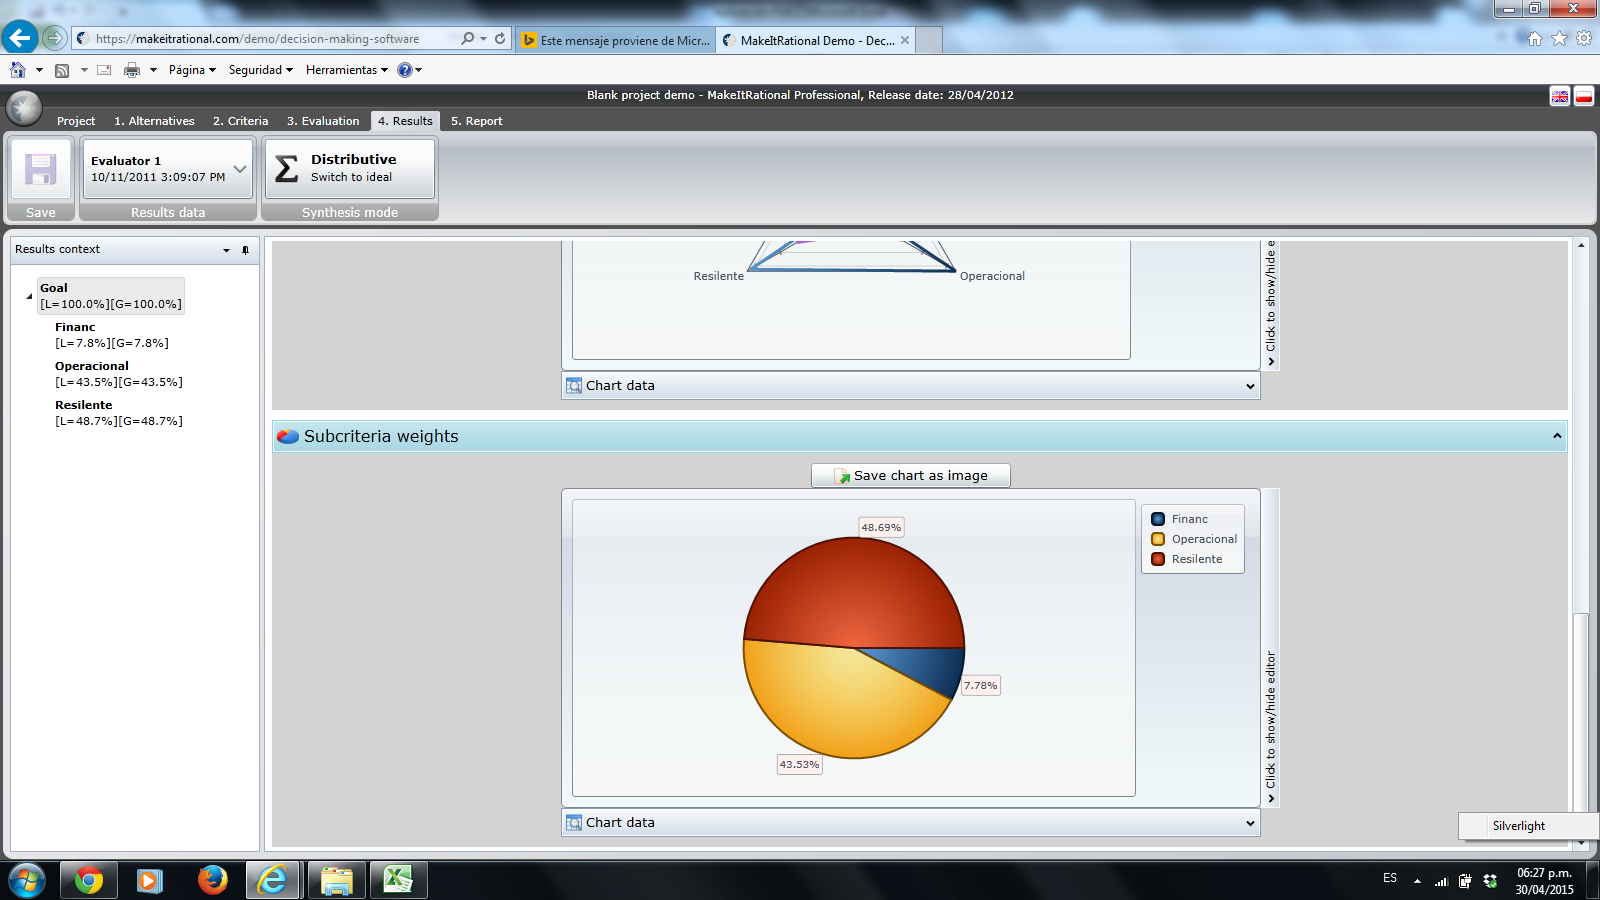 https://makeitrational.com/demo/decision-making-software
Este mensaje proviene de Micr...
MakeItRational Demo - Dec...
Página
Seguridad
Herramientas
Blank project demo - MakeItRational Professional, Release date: 28/04/2012
Project
1. Alternatives
2. Criteria
3. Evaluation
4. Results
5. Report
Evaluator 1
10/11/2011 3:09:07 PM
Distributive
Switch to ideal
Save
Results data
Synthesis mode
Results context
Goal
[L=100.0%][G=100.0%]
Financ
[L=7.8%][G=7.8%]
Operacional
[L=43.5%][G=43.5%]
Resilente
[L=48.7%][G=48.7%]
Resilente
Operacional
Click to show/hide e
Chart data
Subcriteria weights
Save chart as image
48.69%
7.78%
43.53%
Financ
Operacional
Resilente
Click to show/hide editor
Chart data
Silverlight
ES
06:27 p.m.
30/04/2015